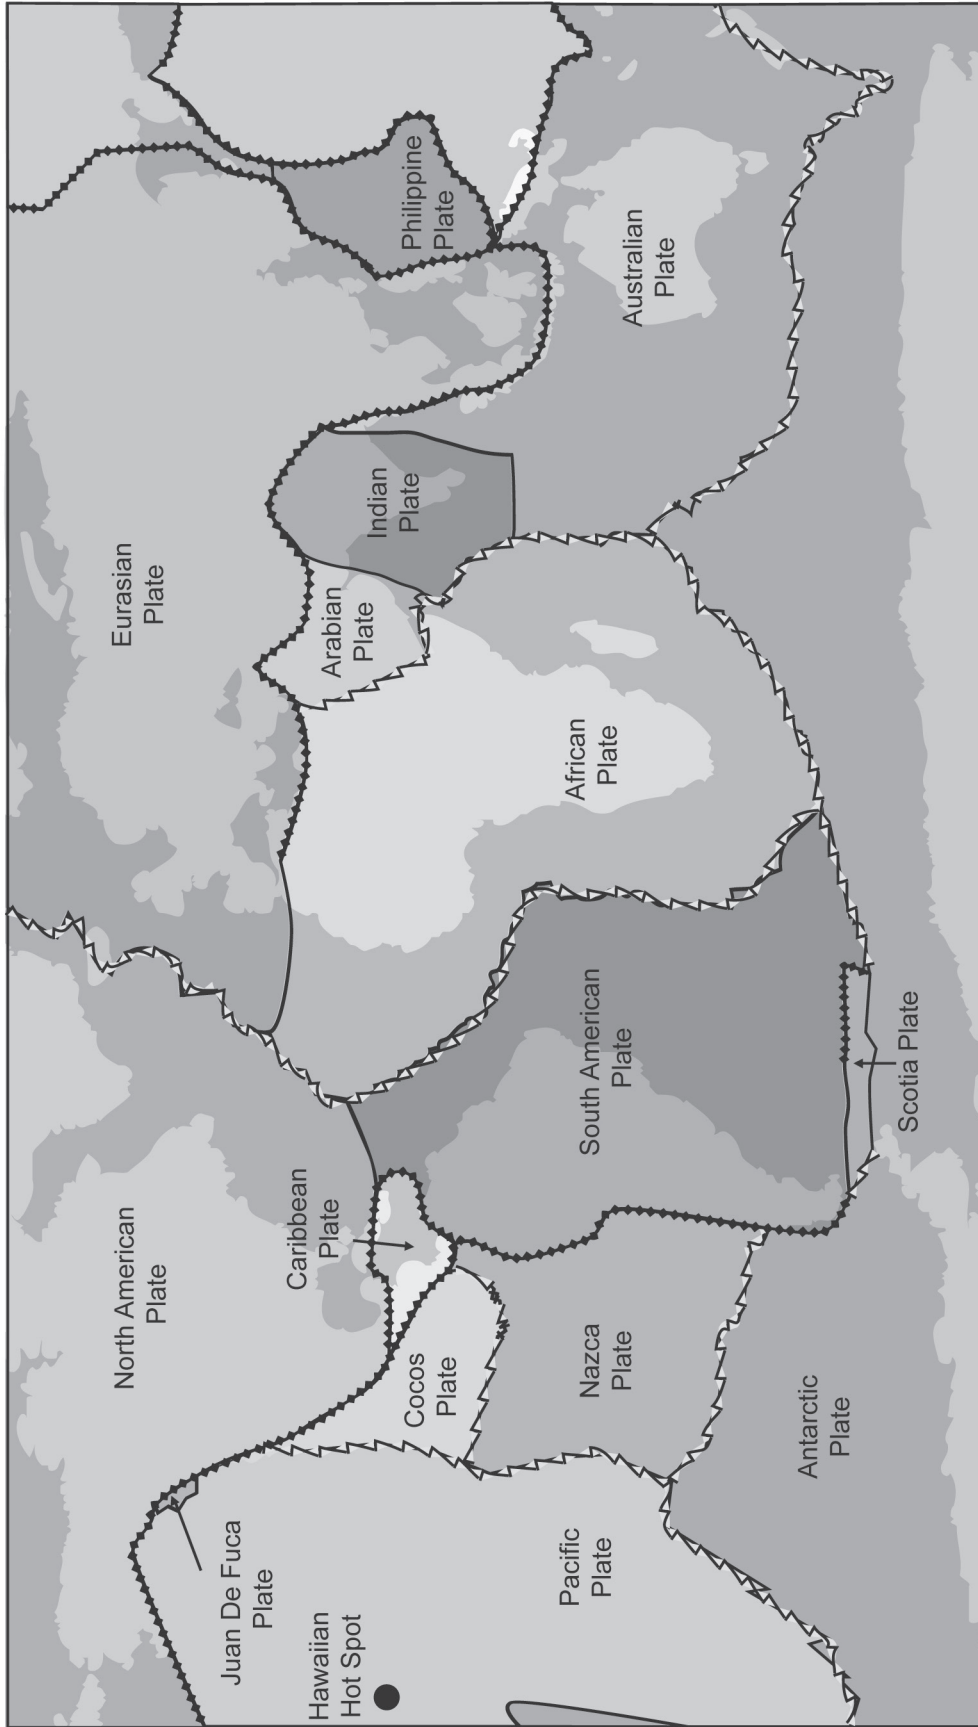 North American
Plate
Eurasian
Plate
Juan De Fuca
Plate
Hawaiian
Hot Spot
Caribbean
Plate
Cocos
Plate
Arabian
Plate
Indian
Plate
Philippine
Plate
Pacific
Plate
Nazca
Plate
South American
Plate
African
Plate
Australian
Plate
Antarctic
Plate
Scotia Plate